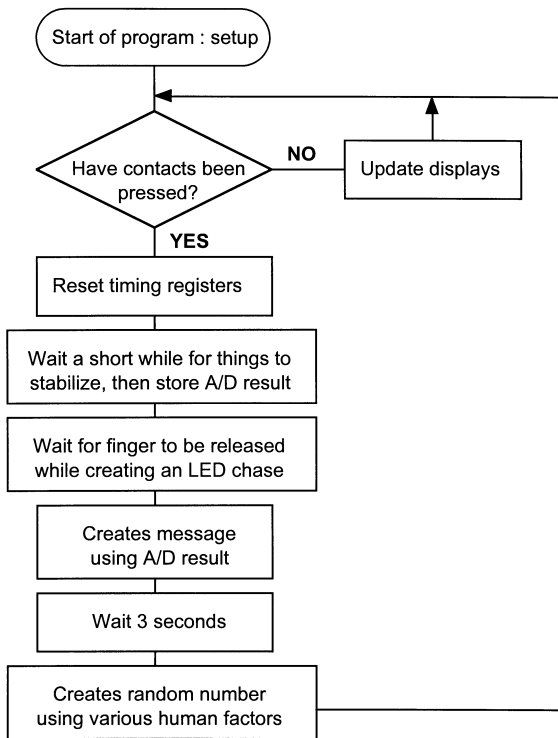 Start of program : setup
Have contacts been
pressed?
NO
Update displays
YES
Reset timing registers
Wait a short while for things to
stabilize, then store A/D result
Wait for finger to be released
while creating an LED chase
Creates message
using A/D result
Wait 3 seconds
Creates random number
using various human factors